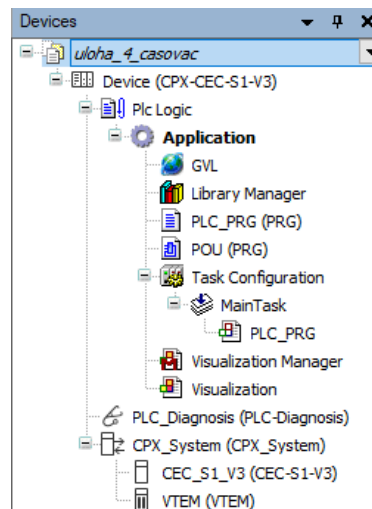 Devices
uloha_4_casovac
Device (CPX-CEC-S1-V3)
Plc Logic
Application
GVL
Library Manager
PLC_PRG (PRG)
POU (PRG)
Task Configuration
MainTask
PLC_PRG
Visualization Manager
Visualization
PLC_Diagnosis (PLC-Diagnosis)
CPX_System (CPX_System)
CEC_S1_V3 (CEC-S1-V3)
VTEM (VTEM)